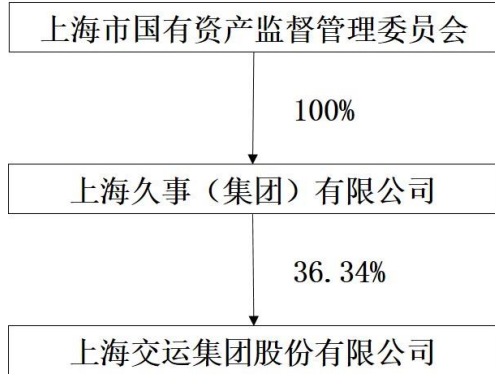 上海市国有资产监督管理委员会
100%
上海久事（集团）有限公司
36.34%
上海交运集团股份有限公司